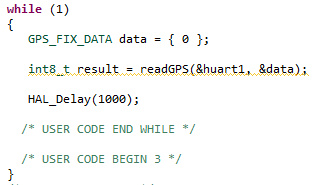 while (1)
{
GPS_FIX_DATA data = { 0 };
int8_t result = readGPS(&huart1, &data);
HAL_Delay(1000);
/* USER CODE END WHILE */
/* USER CODE BEGIN 3 */
}